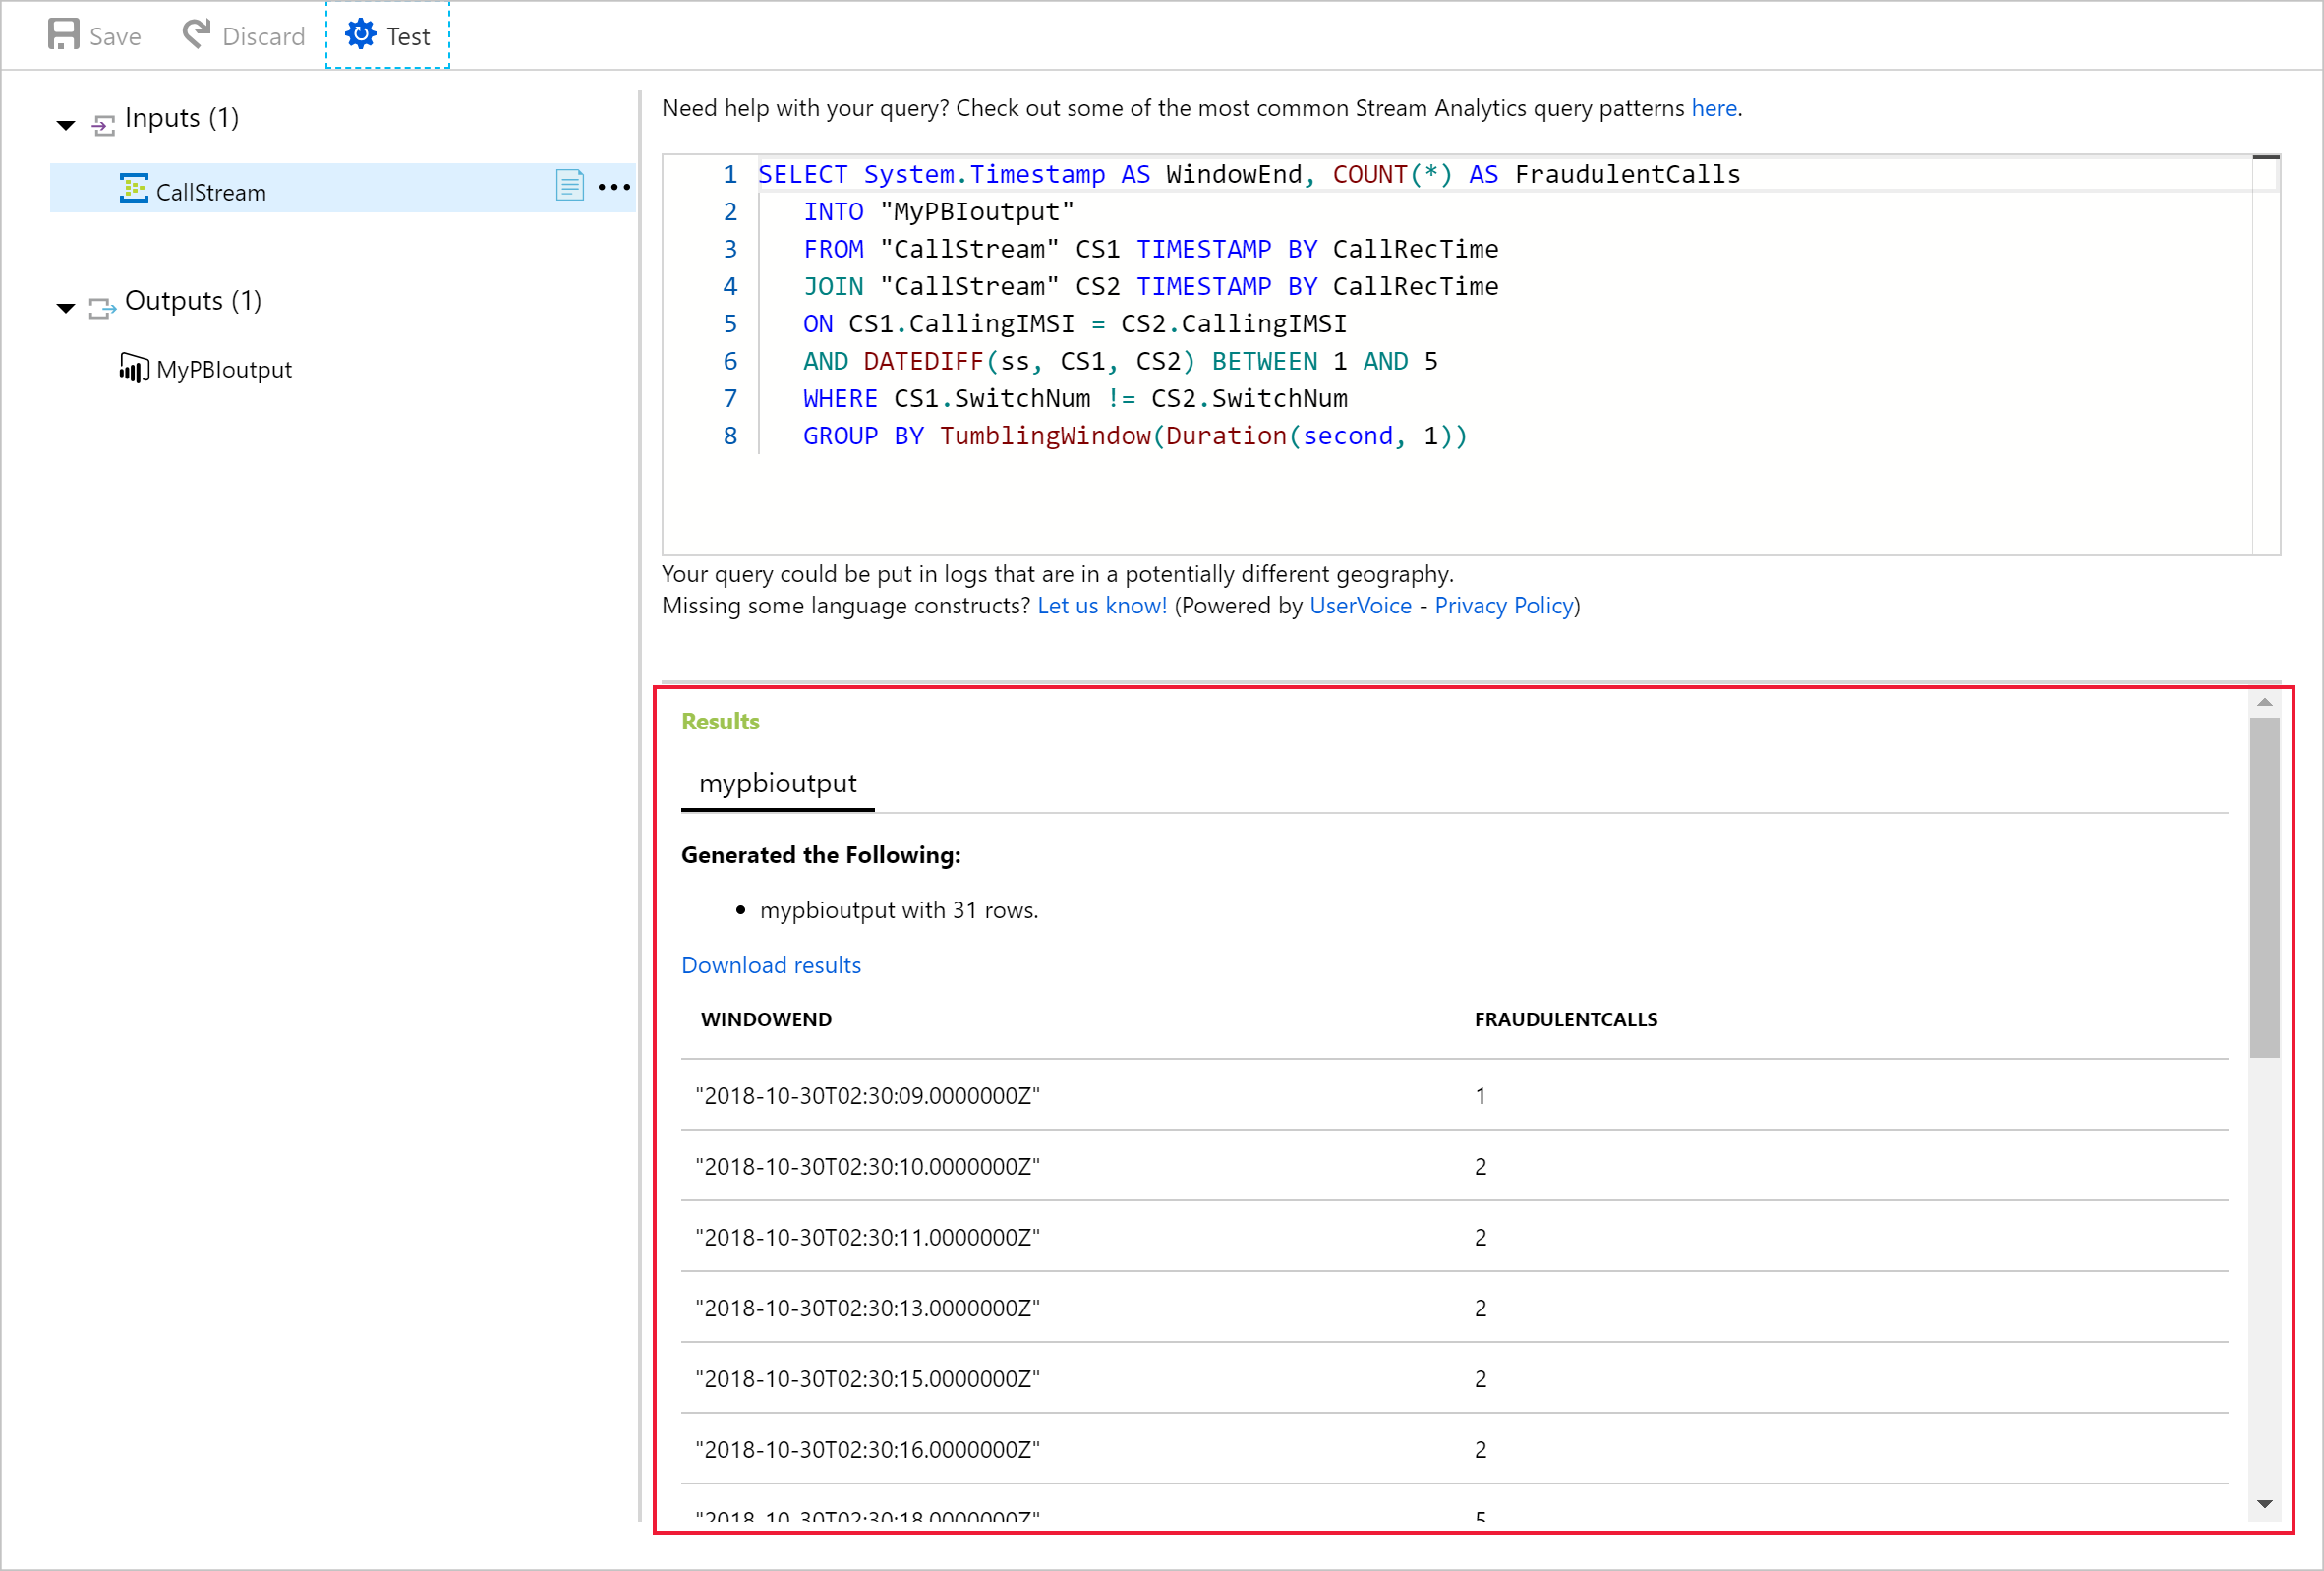 Save Discard Test
Inputs (1)
CallStream
Outputs (1)
MyPBIoutput
Need help with your query? Check out some of the most common Stream Analytics query patterns here.
1 SELECT System.Timestamp AS WindowEnd, COUNT(*) AS FraudulentCalls
2 INTO "MyPBIoutput"
3 FROM "CallStream" CS1 TIMESTAMP BY CallRecTime
4 JOIN "CallStream" CS2 TIMESTAMP BY CallRecTime
5 ON CS1.CallingIMSI = CS2.CallingIMSI
6 AND DATEDIFF(ss, CS1, CS2) BETWEEN 1 AND 5
7 WHERE CS1.SwitchNum != CS2.SwitchNum
8 GROUP BY TumblingWindow(Duration(second, 1))
Your query could be put in logs that are in a potentially different geography.
Missing some language constructs? Let us know! (Powered by UserVoice - Privacy Policy)
Results
mypbioutput
Generated the Following:
• mypbioutput with 31 rows.
Download results
WINDOWEND FRAUDULENTCALLS
"2018-10-30T02:30:09.0000000Z" 1
"2018-10-30T02:30:10.0000000Z" 2
"2018-10-30T02:30:11.0000000Z" 2
"2018-10-30T02:30:13.0000000Z" 2
"2018-10-30T02:30:15.0000000Z" 2
"2018-10-30T02:30:16.0000000Z" 2
"2018-10-30T02:30:18.0000000Z" 5